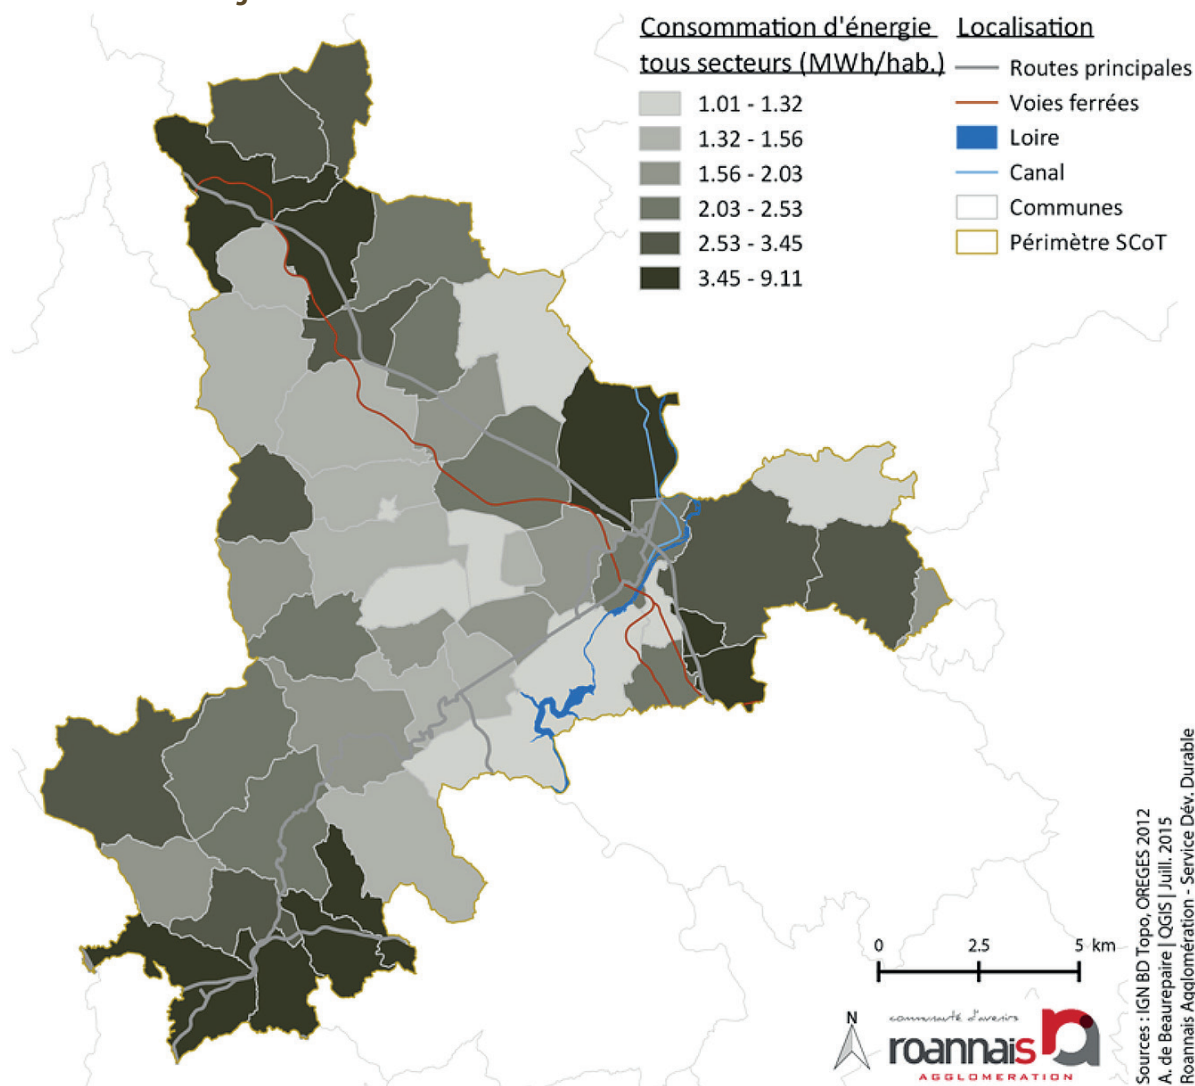 Consommation d'énergie
tous secteurs (MWh/hab.)
1.01 - 1.32
1.32 - 1.56
1.56 - 2.03
2.03 - 2.53
2.53 - 3.45
3.45 - 9.11
Localisation
Routes principales
Voies ferrées
Loire
Canal
Communes
Périmètre SCoT
0 2.5 5 km
N
communauté d'avenirs
roannais
AGGLOMERATION
Sources : IGN BD Topo, OREGES 2012
A. de Beaurepaire | QGIS | Juill. 2015
Roannais Agglomération - Service Dév. Durable